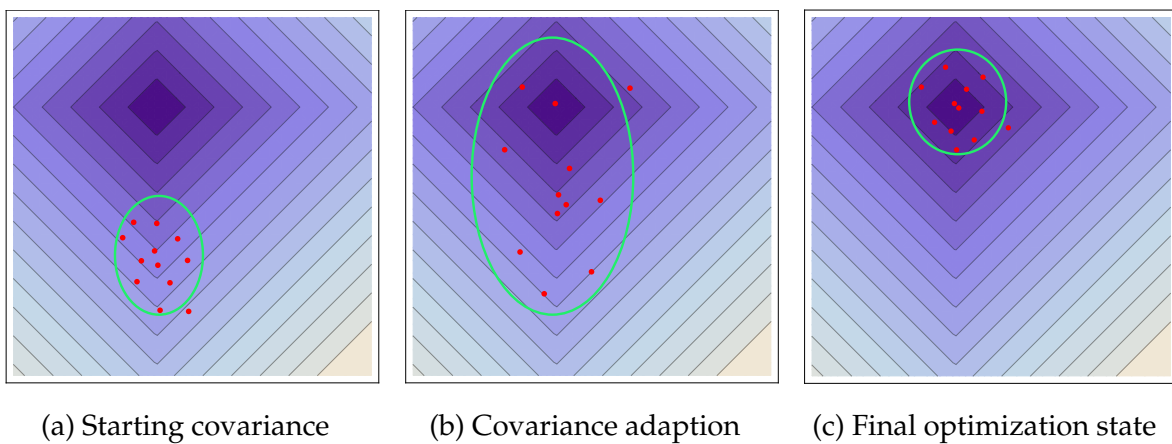 (a) Starting covariance
(b) Covariance adaption
(c) Final optimization state